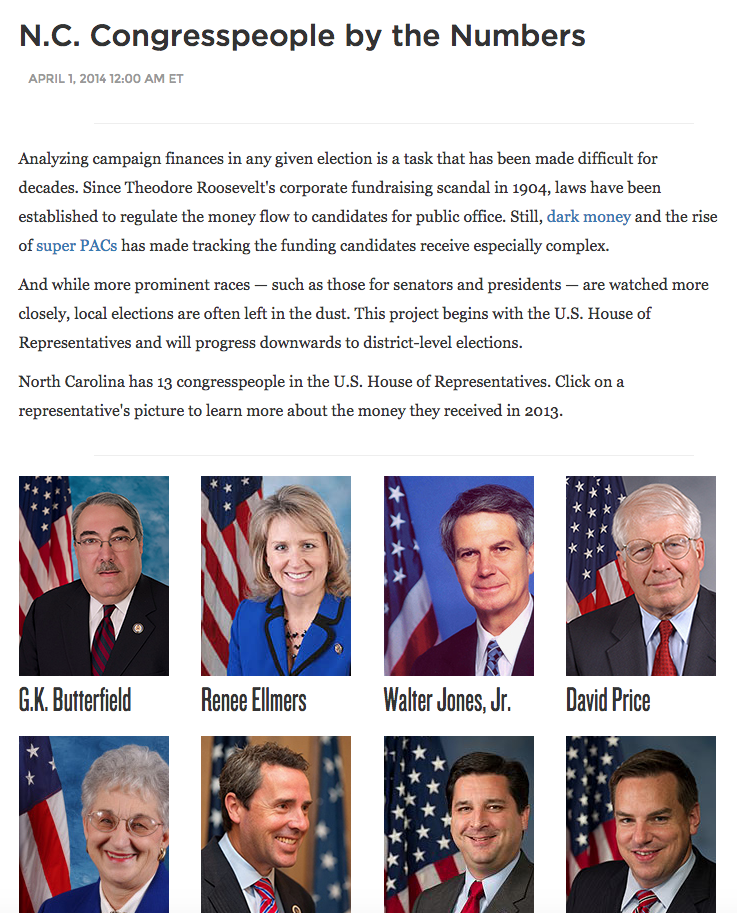 N.C. Congresspeople by the Numbers
APRIL 1, 2014 12:00 AM ET
Analyzing campaign finances in any given election is a task that has been made difficult for
decades. Since Theodore Roosevelt's corporate fundraising scandal in 1904, laws have been
established to regulate the money flow to candidates for public office. Still, dark money and the rise
of super PACs has made tracking the funding candidates receive especially complex.
And while more prominent races — such as those for senators and presidents — are watched more
closely, local elections are often left in the dust. This project begins with the U.S. House of
Representatives and will progress downwards to district-level elections.
North Carolina has 13 congresspeople in the U.S. House of Representatives. Click on a
representative's picture to learn more about the money they received in 2013.
G.K. Butterfield
Renee Ellmers
Walter Jones, Jr.
David Price